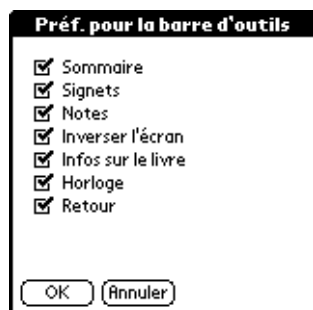 Préf. pour la barre d'outils
Sommaire
Signets
Notes
Inverser l'écran
Infos sur le livre
Horloge
Retour
OK Annuler